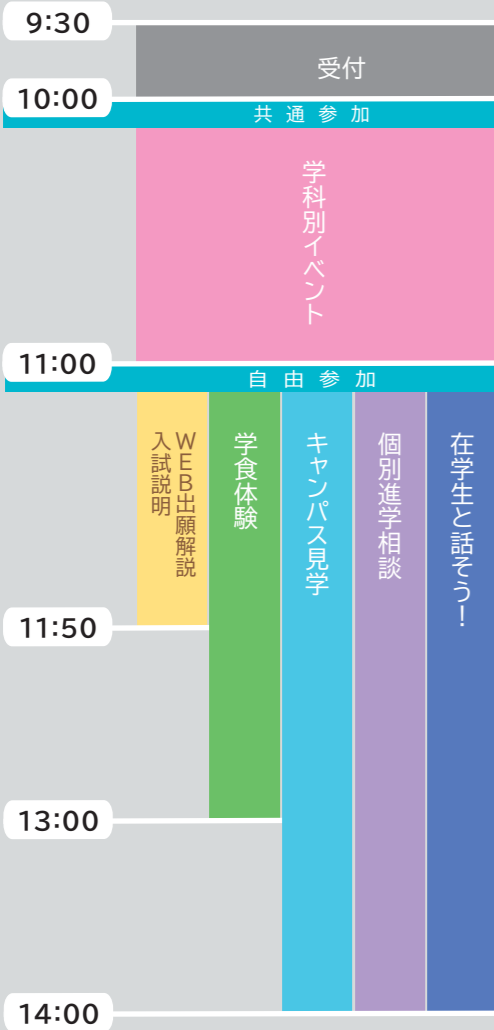 9:30
受付
10:00
共通参加
学科別イベント
11:00
自由参加
WEB出願解説
入試説明
学食体験
キャンパス見学
個別進学相談
在学生と話そう！
11:50
13:00
14:00